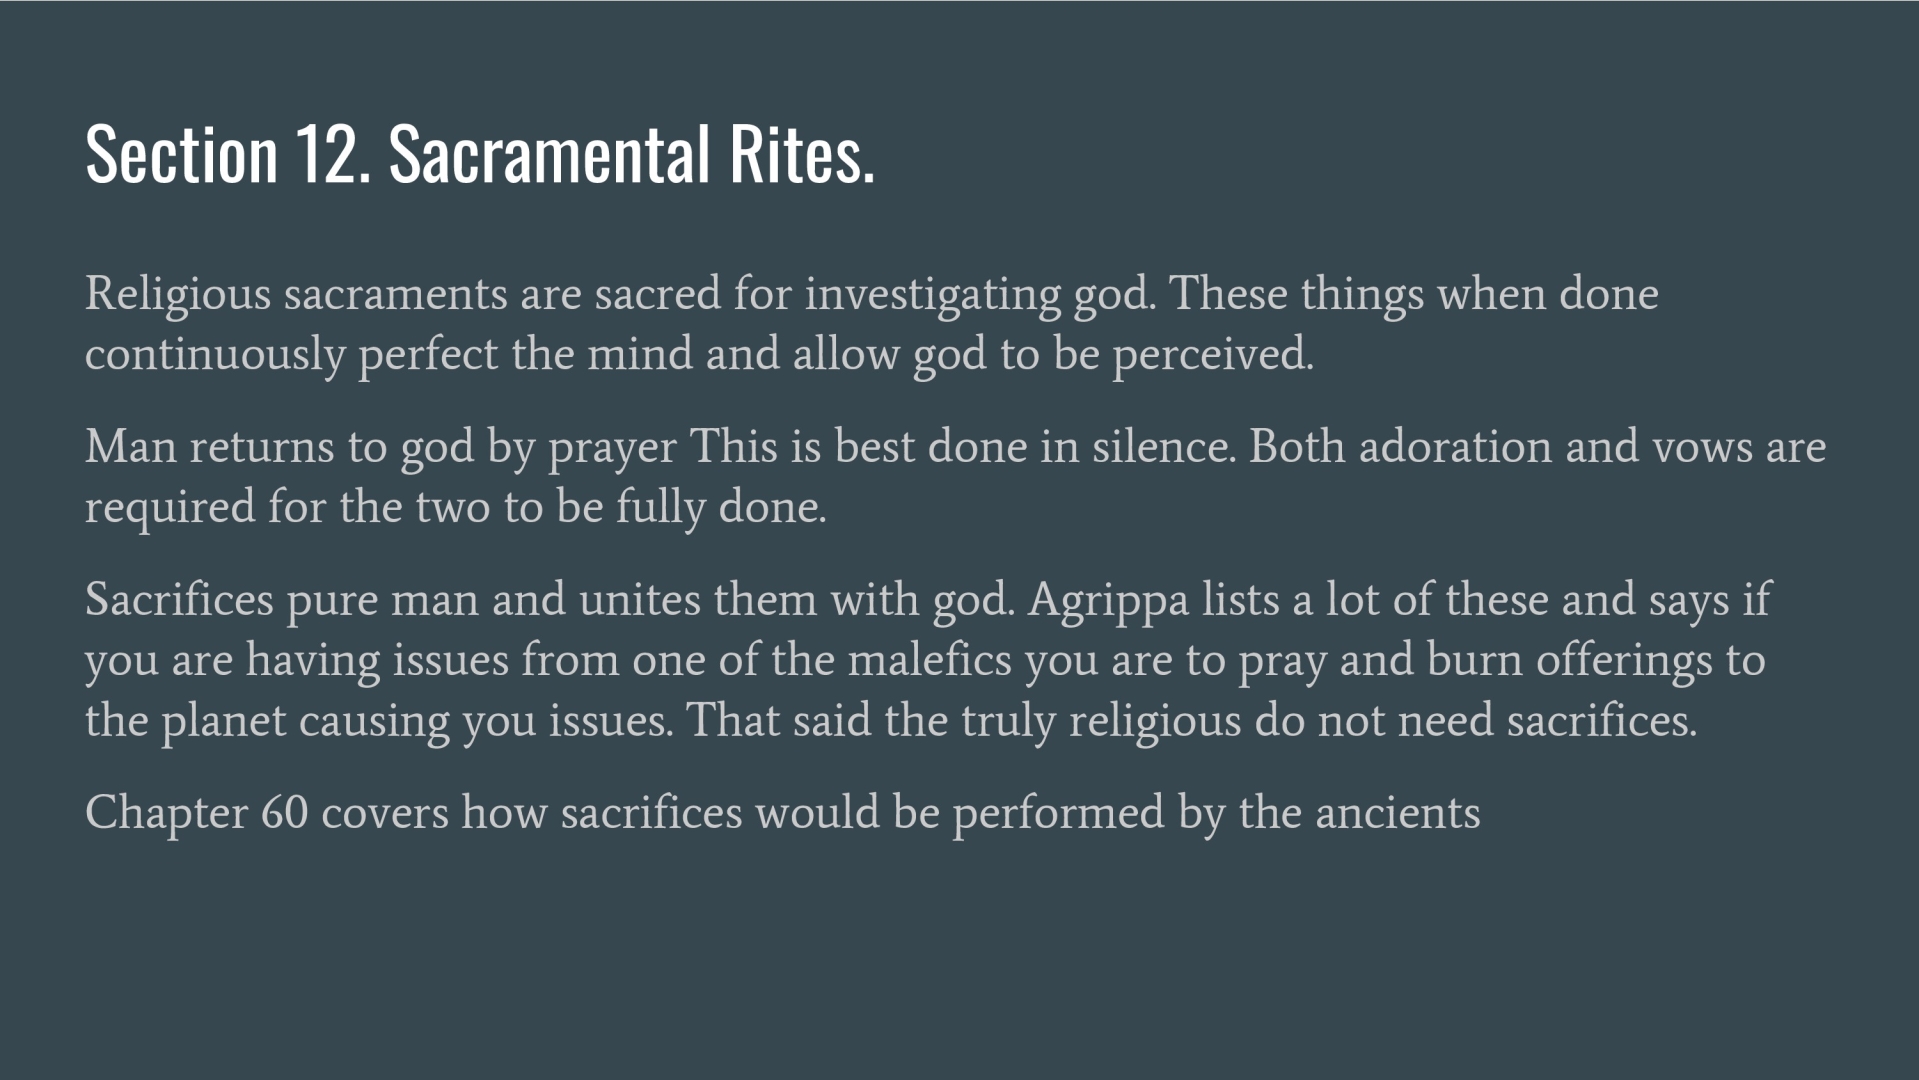 Section 12. Sacramental Rites.
Religious sacraments are sacred for investigating god. These things when done
continuously perfect the mind and allow god to be perceived.
Man returns to god by prayer This is best done in silence. Both adoration and vows are
required for the two to be fully done.
Sacrifices pure man and unites them with god. Agrippa lists a lot of these and says if
you are having issues from one of the malefics you are to pray and burn offerings to
the planet causing you issues. That said the truly religious do not need sacrifices.
Chapter 60 covers how sacrifices would be performed by the ancients